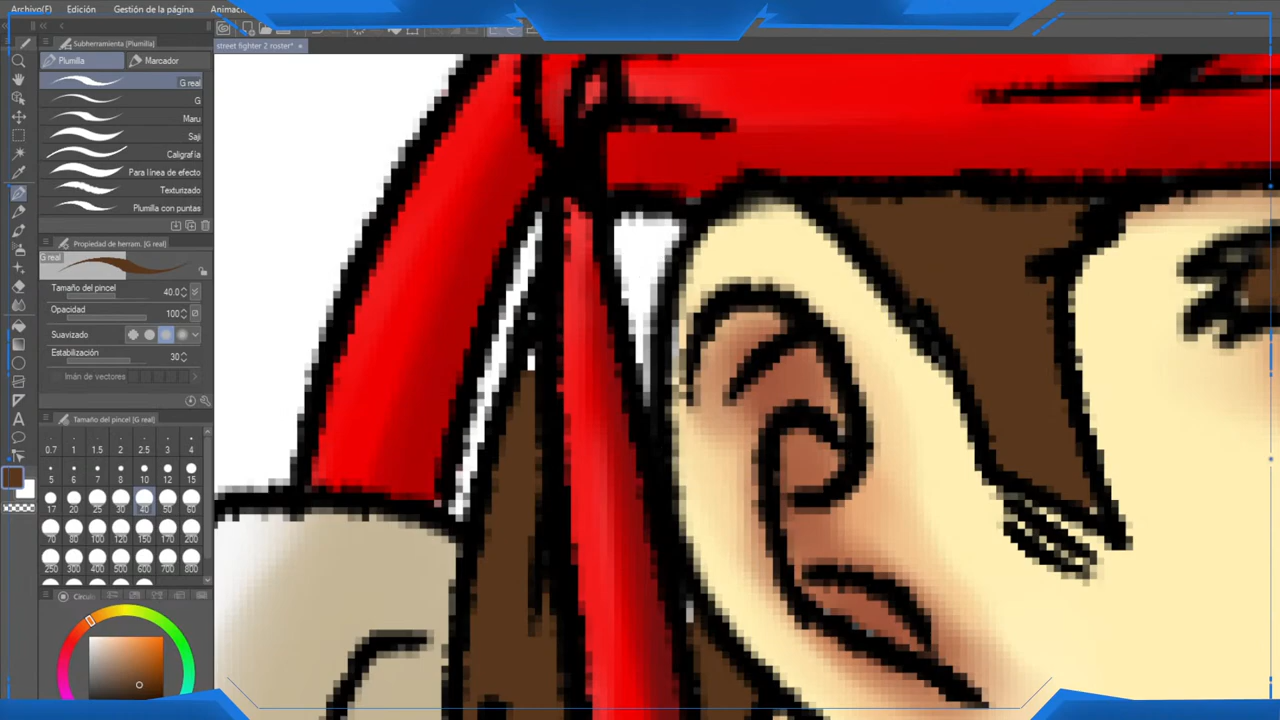 Archivo(F) Edición Gestión de la página Animació
street fighter 2 roster*
Subherramienta [Plumilla]
Plumilla Marcador
G real
G
Maru
Saji
Caligrafía
Para línea de efecto
Texturizado
Plumilla con puntas
Propiedad de herram. [G real]
G real
Tamaño del pincel 40.0
Opacidad 100
Suavizado
Estabilización 30
Imán de vectores
Tamaño del pincel [G real]
0.7 1 1.5 2 2.5 3 4
5 6 7 8 10 12 15
17 20 25 30 40 50 60
70 80 100 120 150 170 200
250 300 400 500 600 700 800
Círculo